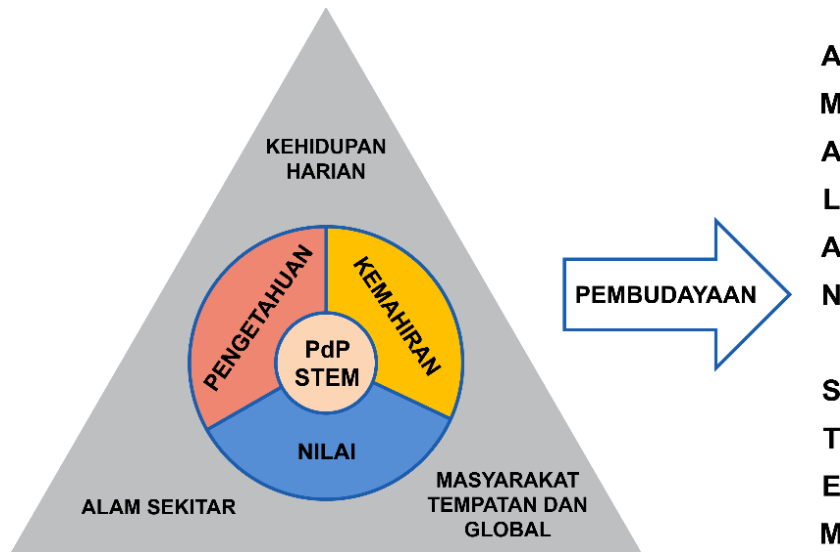 KEHIDUPAN
HARIAN
PENGETAHUAN
KEMAHIRAN
PdP
STEM
NILAI
ALAM SEKITAR
MASYARAKAT
TEMPATAN DAN
GLOBAL
PEMBUDAYAAN
A
M
A
L
A
N
S
T
E
M